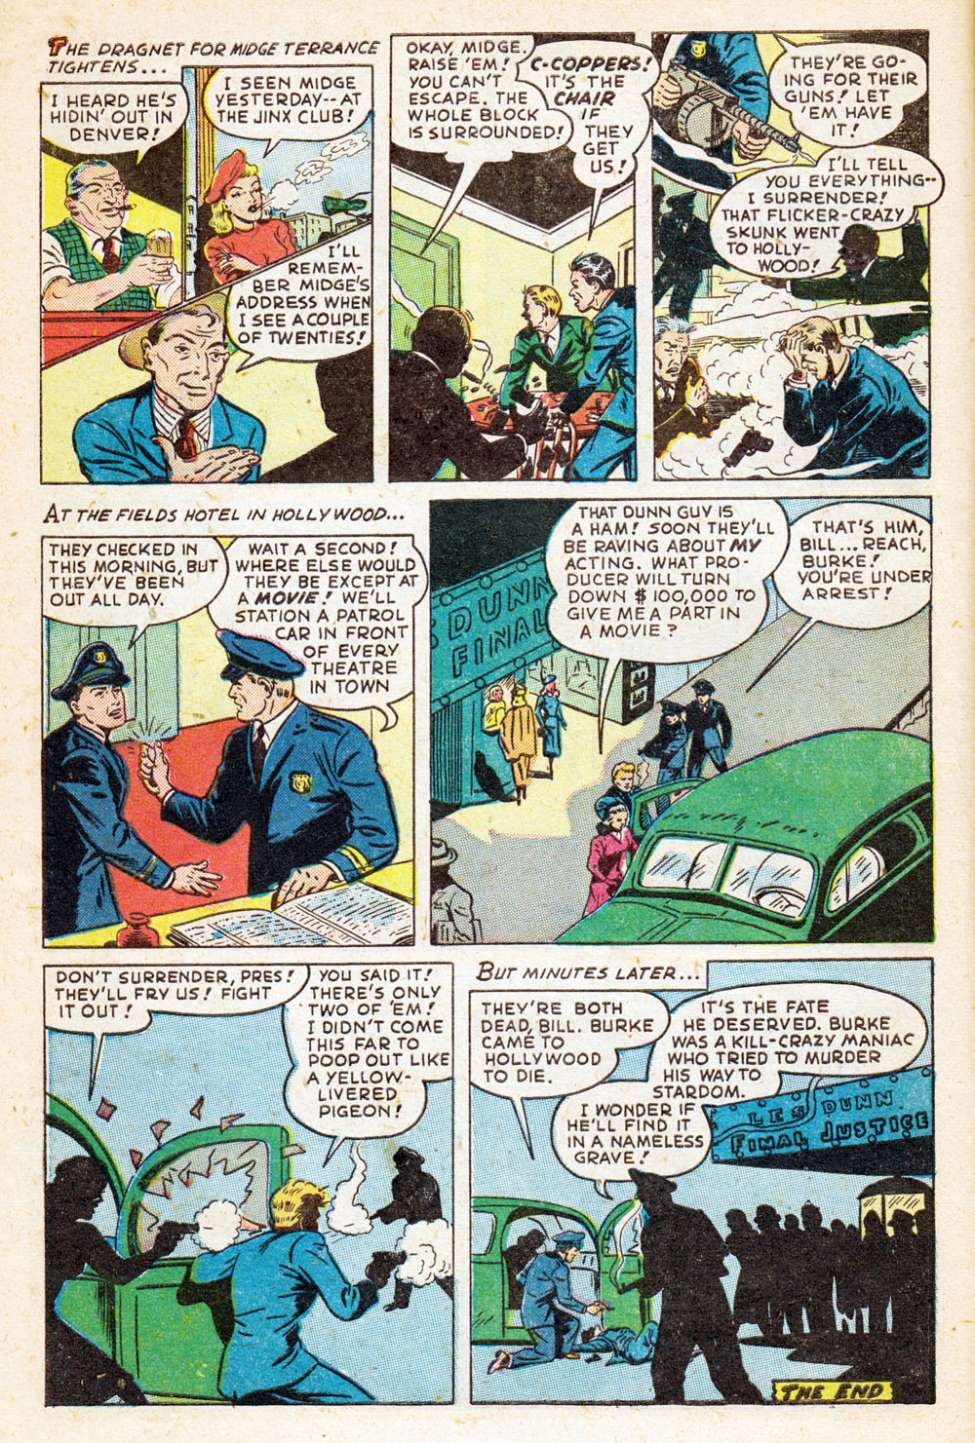 THE DRAGNET FOR MIDGE TERRANCE
TIGHTENS...
I HEARD HE'S
HIDIN' OUT IN
DENVER!
I SEEN MIDGE
YESTERDAY--AT
THE JINX CLUB!
I'LL
REMEM-
BER MIDGE'S
ADDRESS WHEN
I SEE A COUPLE
OF TWENTIES!
OKAY, MIDGE.
RAISE 'EM!
YOU CAN'T
ESCAPE. THE
WHOLE BLOCK
IS SURROUNDED!
C-COPPERS!
IT'S THE
CHAIR
IF
THEY
GET
US!
THEY'RE GO-
ING FOR THEIR
GUNS! LET
'EM HAVE
IT!
I'LL TELL
YOU EVERYTHING--
I SURRENDER!
THAT FLICKER-CRAZY
SKUNK WENT
TO HOLLY-
WOOD!
AT THE FIELDS HOTEL IN HOLLYWOOD...
THEY CHECKED IN
THIS MORNING, BUT
THEY'VE BEEN
OUT ALL DAY.
WAIT A SECOND!
WHERE ELSE WOULD
THEY BE EXCEPT AT
A MOVIE! WE'LL
STATION A PATROL
CAR IN FRONT
OF EVERY
THEATRE
IN TOWN
THAT DUNN GUY IS
A HAM! SOON THEY'LL
BE RAVING ABOUT MY
ACTING. WHAT PRO-
DUCER WILL TURN
DOWN $100,000 TO
GIVE ME A PART IN
A MOVIE?
THAT'S HIM,
BILL... REACH,
BURKE!
YOU'RE UNDER
ARREST!
S DUNN
FINAL
DON'T SURRENDER, PRES!
THEY'LL FRY US! FIGHT
IT OUT!
YOU SAID IT!
THERE'S ONLY
TWO OF 'EM!
I DIDN'T COME
THIS FAR TO
POOP OUT LIKE
A YELLOW-
LIVERED
PIGEON!
BUT MINUTES LATER...
THEY'RE BOTH
DEAD, BILL. BURKE
CAME TO
HOLLYWOOD
TO DIE.
IT'S THE FATE
HE DESERVED. BURKE
WAS A KILL-CRAZY MANIAC
WHO TRIED TO MURDER
HIS WAY TO
STARDOM.
I WONDER IF
HE'LL FIND IT
IN A NAMELESS
GRAVE!
LES DUNN
FINAL JUSTICE
THE END